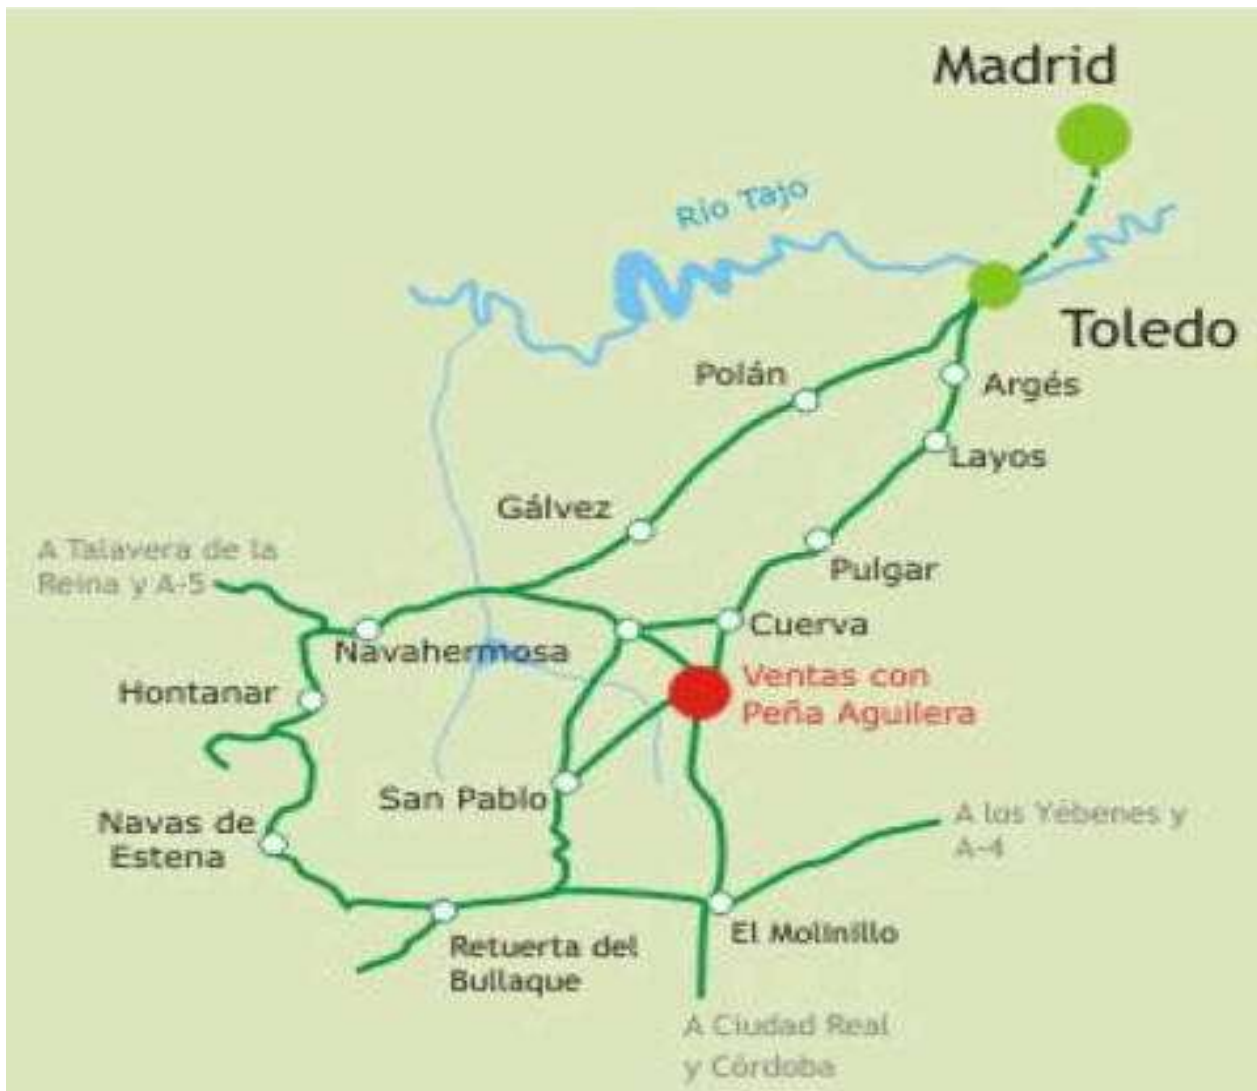 Madrid
Río Tajo
Toledo
Polán
Argés
Layos
Gálvez
A Talavera de la
Reina y A-5
Pulgar
Cuerva
Navahermosa
Hontanar
Ventas con
Peña Aguilera
San Pablo
Navas de
Estena
A los Yébenes y
A-4
El Molinillo
Retuerta del
Bullaque
A Ciudad Real
y Córdoba